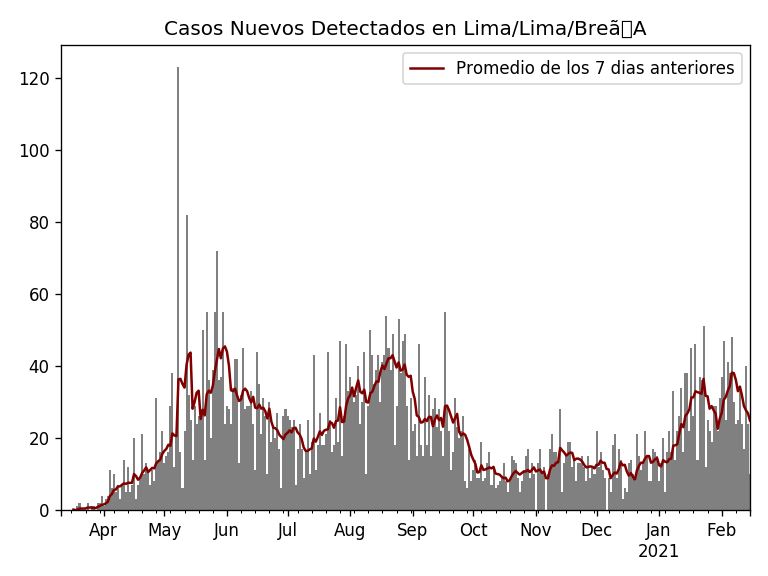 Casos Nuevos Detectados en Lima/Lima/Breã□A
Promedio de los 7 dias anteriores
120
100
80
60
40
20
0
Apr May Jun Jul Aug Sep Oct Nov Dec Jan Feb
2021